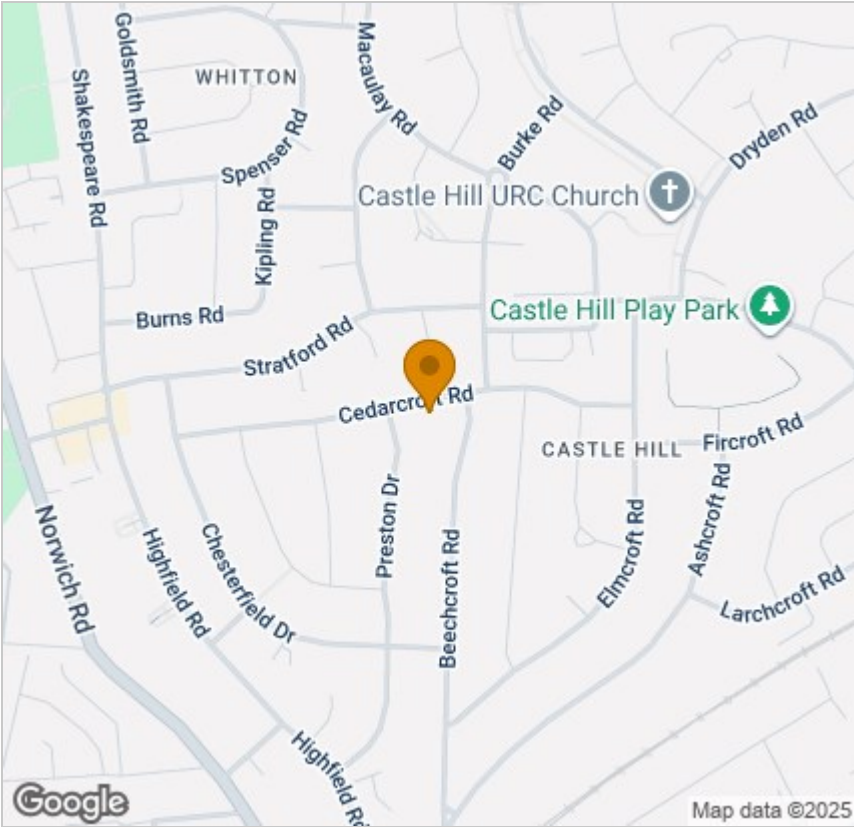 Goldsmith Rd
Macaulay Rd
WHITTON
Burke Rd
Shakespeare Rd
Dryden Rd
Spenser Rd
Castle Hill URC Church
Kipling Rd
Burns Rd
Castle Hill Play Park
Stratford Rd
Cedarcroft Rd
CASTLE HILL
Fircroft Rd
Preston Dr
Ashcroft Rd
Norwich Rd
Highfield Rd
Chesterfield Dr
Beechcroft Rd
Elmcroft Rd
Larchcroft Rd
Highfield Rd
Google
Map data ©2025